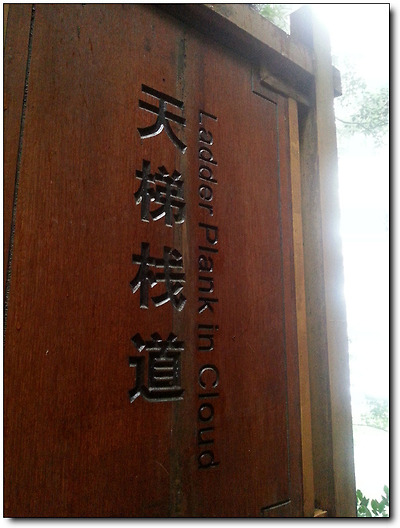 天梯栈道
Ladder Plank in Cloud